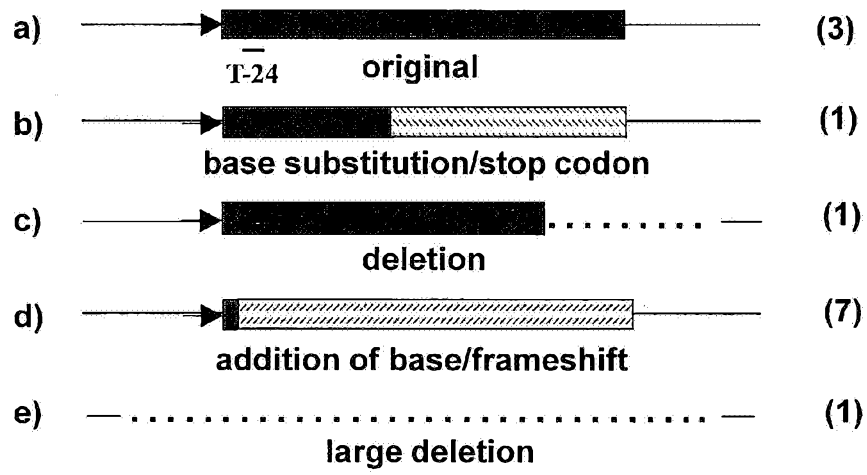 a) (3)
T-24 original
b) (1)
base substitution/stop codon
c) (1)
deletion
d) (7)
addition of base/frameshift
e) (1)
large deletion